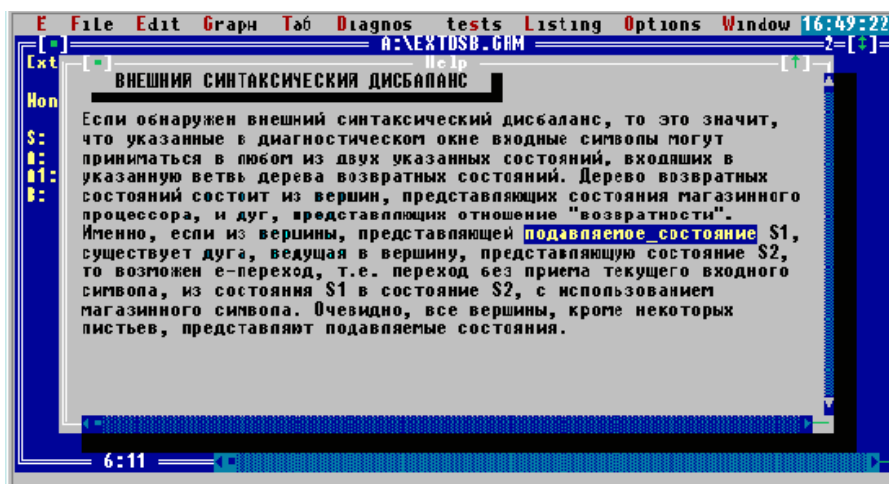 E File Edit Graph Tab Diagnos tests Listing Options Window 16:49:22
A:\EXTDSB.GRM 2
Ext Help
ВНЕШНИЙ СИНТАКСИЧЕСКИЙ ДИСБАЛАНС
Non
Если обнаружен внешний синтаксический дисбаланс, то это значит,
S: что указанные в диагностическом окне входные символы могут
A: приниматься в любом из двух указанных состояний, входящих в
A1: указанную ветвь дерева возвратных состояний. Дерево возвратных
B: состояний состоит из вершин, представляющих состояния магазинного
процессора, и дуг, представляющих отношение "возвратности".
Именно, если из вершины, представляющей подавляемое_состояние S1,
существует дуга, ведущая в вершину, представляющую состояние S2,
то возможен е-переход, т.е. переход без приема текущего входного
символа, из состояния S1 в состояние S2, с использованием
магазинного символа. Очевидно, все вершины, кроме некоторых
листьев, представляют подавляемые состояния.
6:11